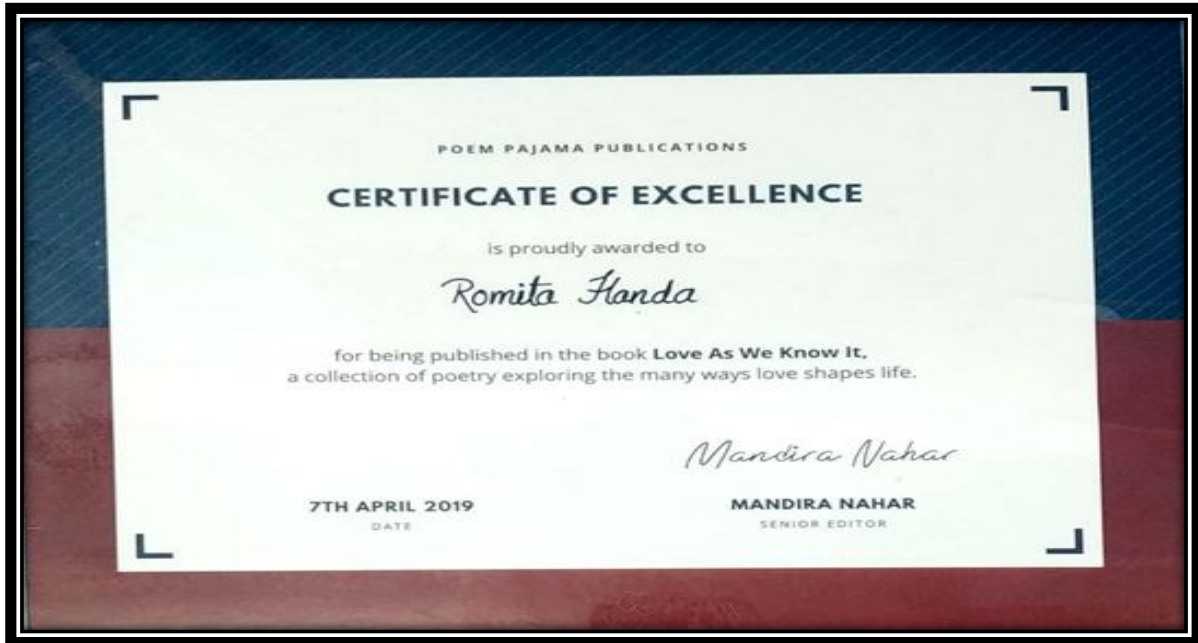 POEM PAJAMA PUBLICATIONS
CERTIFICATE OF EXCELLENCE
is proudly awarded to
Romita Handa
for being published in the book Love As We Know It,
a collection of poetry exploring the many ways love shapes life.
Mandira Nahar
7TH APRIL 2019
DATE
MANDIRA NAHAR
SENIOR EDITOR